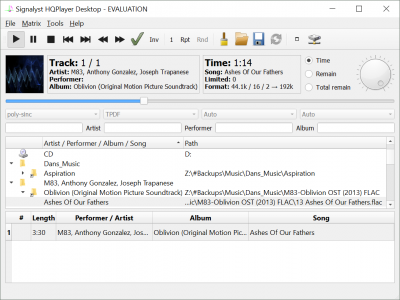 Signalyst HQPlayer Desktop - EVALUATION
File Matrix Tools Help
Inv 1 Rpt Rnd
Track: 1 / 1
Artist: M83, Anthony Gonzalez, Joseph Trapanese
Performer:
Album: Oblivion (Original Motion Picture Soundtrack)
Time: 1:14
Song: Ashes Of Our Fathers
Limited: 0
Format: 44.1k / 16 / 2 → 192k
Time
Remain
Total remain
poly-sinc TPDF Auto Auto
Artist Performer Album
Artist / Performer / Album / Song Path
CD D:
Dans_Music
Aspiration Z:\#Backups\Music\Dans_Music\Aspiration
M83, Anthony Gonzalez, Joseph Trapanese
Oblivion (Original Motion Picture Soundtrack) Z:\#Backups\Music\Dans_Music\M83-Oblivion OST (2013) FLAC
Ashes Of Our Fathers ...ic\M83-Oblivion OST (2013) FLAC\13 Ashes Of Our Fathers.flac
# Length Performer / Artist Album Song
1 3:30 M83, Anthony Gonzalez, Jos... Oblivion (Original Motion Pic... Ashes Of Our Fathers